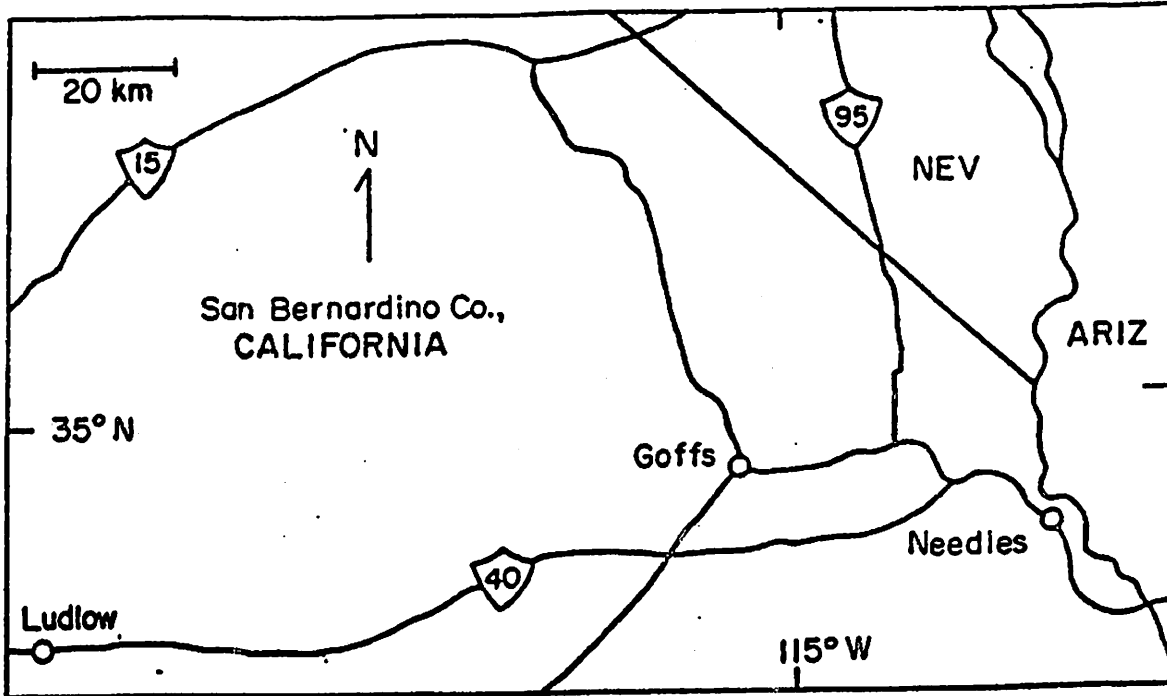 20 km
15
N
95
NEV
San Bernardino Co.,
CALIFORNIA
ARIZ
35° N
Goffs
Needles
40
Ludlow
115° W